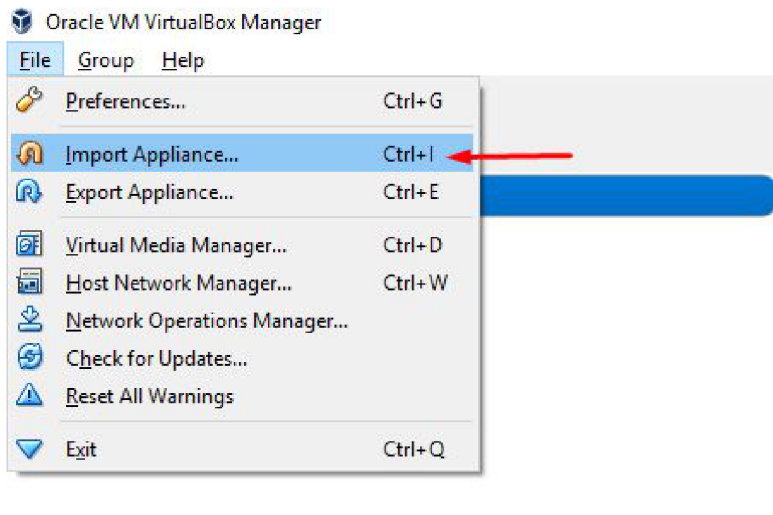 Oracle VM VirtualBox Manager
File Group Help
Preferences... Ctrl+G
Import Appliance... Ctrl+I
Export Appliance... Ctrl+E
Virtual Media Manager... Ctrl+D
Host Network Manager... Ctrl+W
Network Operations Manager...
Check for Updates...
Reset All Warnings
Exit Ctrl+Q